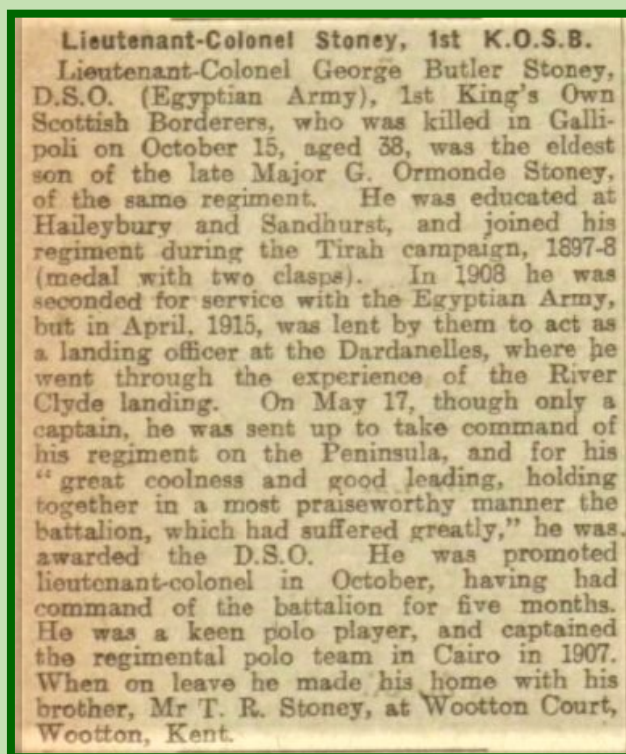 Lieutenant-Colonel Stoney, 1st K.O.S.B.
Lieutenant-Colonel George Butler Stoney,
D.S.O. (Egyptian Army), 1st King's Own
Scottish Borderers, who was killed in Galli-
poli on October 15, aged 38, was the eldest
son of the late Major G. Ormonde Stoney,
of the same regiment. He was educated at
Haileybury and Sandhurst, and joined his
regiment during the Tirah campaign, 1897-8
(medal with two clasps). In 1908 he was
seconded for service with the Egyptian Army,
but in April, 1915, was lent by them to act as
a landing officer at the Dardanelles, where he
went through the experience of the River
Clyde landing. On May 17, though only a
captain, he was sent up to take command of
his regiment on the Peninsula, and for his
"great coolness and good leading, holding
together in a most praiseworthy manner the
battalion, which had suffered greatly," he was
awarded the D.S.O. He was promoted
lieutenant-colonel in October, having had
command of the battalion for five months.
He was a keen polo player, and captained
the regimental polo team in Cairo in 1907.
When on leave he made his home with his
brother, Mr T. R. Stoney, at Wootton Court,
Wootton, Kent.